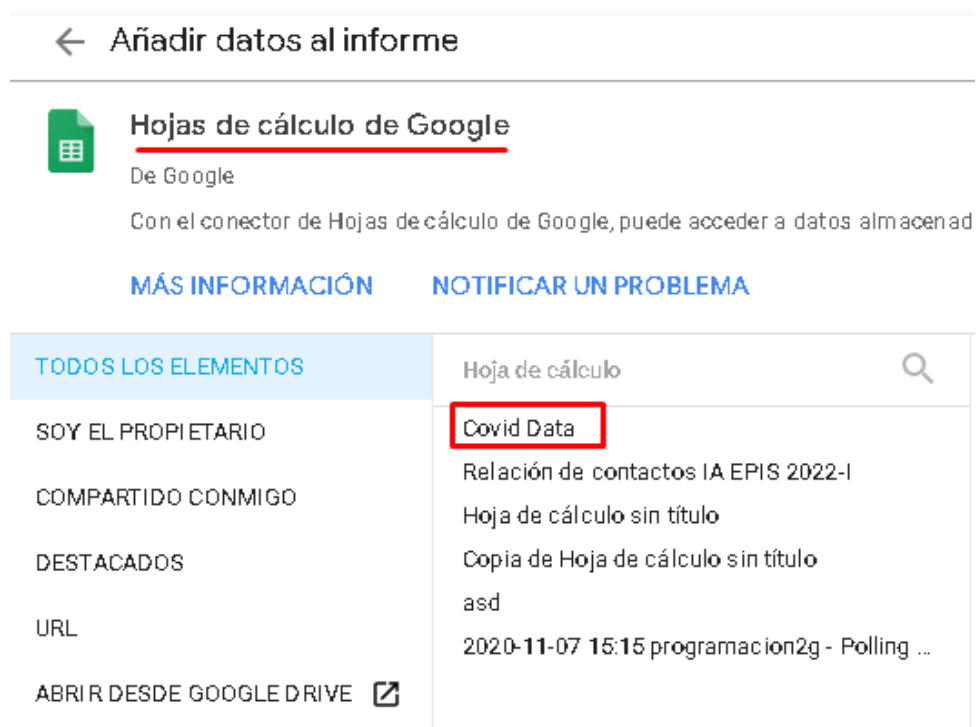 Añadir datos al informe
Hojas de cálculo de Google
De Google
Con el conector de Hojas de cálculo de Google, puede acceder a datos almacenad
MÁS INFORMACIÓN NOTIFICAR UN PROBLEMA
TODOS LOS ELEMENTOS
SOY EL PROPIETARIO
COMPARTIDO CONMIGO
DESTACADOS
URL
ABRIR DESDE GOOGLE DRIVE
Hoja de cálculo
Covid Data
Relación de contactos IA EPIS 2022-I
Hoja de cálculo sin título
Copia de Hoja de cálculo sin título
asd
2020-11-07 15:15 programacion2g - Polling ...